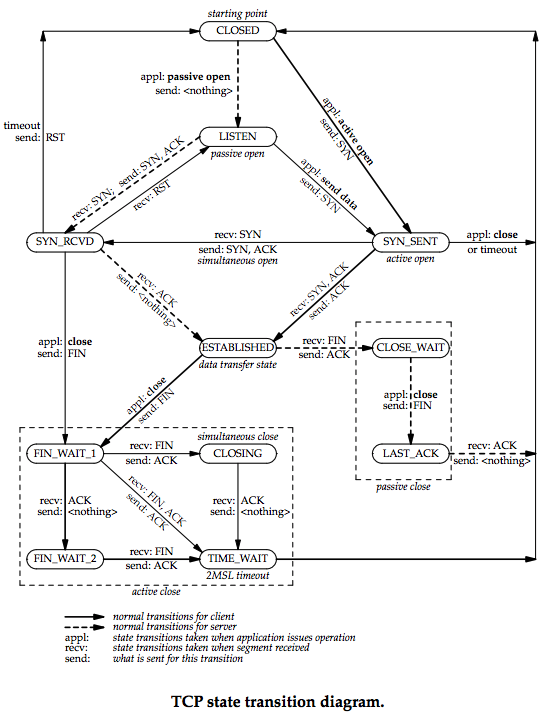 starting point
CLOSED
appl: passive open
send: <nothing>
appl: active open
send: SYN
timeout
send: RST
LISTEN
passive open
recv: SYN; send: SYN, ACK
recv: RST
appl: send data
send: SYN
SYN_RCVD
recv: SYN
send: SYN, ACK
simultaneous open
SYN_SENT
active open
appl: close
or timeout
recv: ACK
send: <nothing>
recv: SYN, ACK
send: ACK
appl: close
send: FIN
ESTABLISHED
data transfer state
recv: FIN
send: ACK
CLOSE_WAIT
appl: close
send: FIN
appl: close
send: FIN
simultaneous close
FIN_WAIT_1
recv: FIN
send: ACK
CLOSING
LAST_ACK
recv: ACK
send: <nothing>
passive close
recv: ACK
send: <nothing>
recv: FIN, ACK
send: ACK
recv: ACK
send: <nothing>
FIN_WAIT_2
recv: FIN
send: ACK
TIME_WAIT
2MSL timeout
active close
normal transitions for client
normal transitions for server
appl: state transitions taken when application issues operation
recv: state transitions taken when segment received
send: what is sent for this transition
TCP state transition diagram.